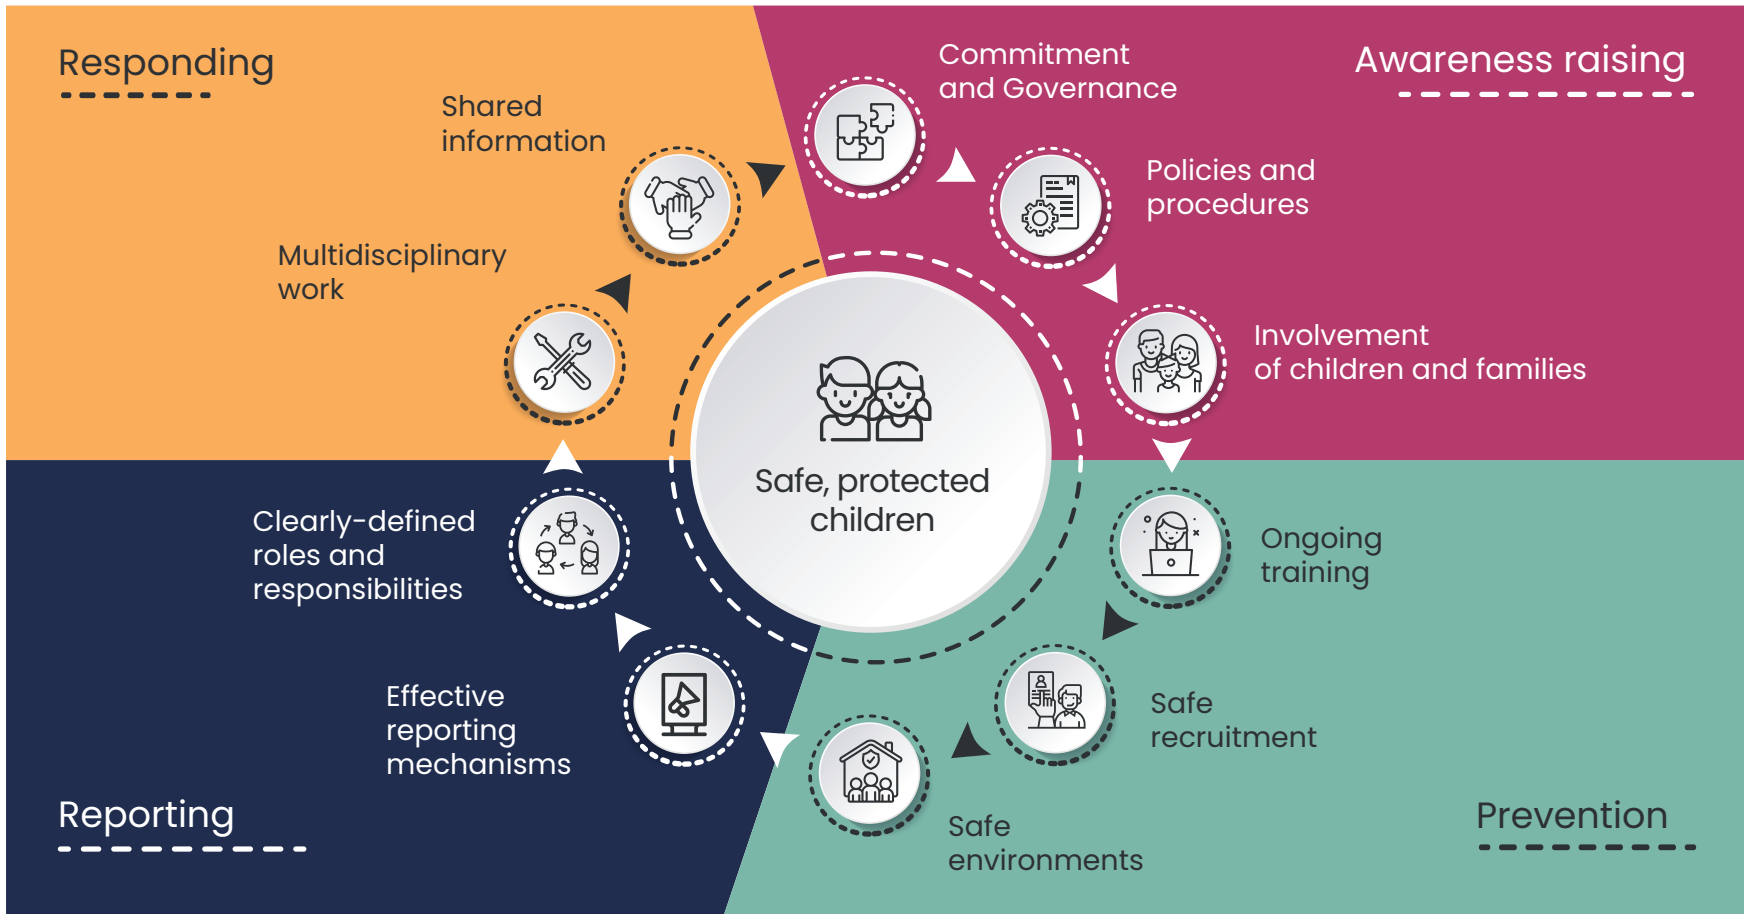 Responding
Shared
information
Multidisciplinary
work
Commitment
and Governance
Awareness raising
Policies and
procedures
Involvement
of children and families
Safe, protected
children
Clearly-defined
roles and
responsibilities
Effective
reporting
mechanisms
Reporting
Ongoing
training
Safe
recruitment
Safe
environments
Prevention